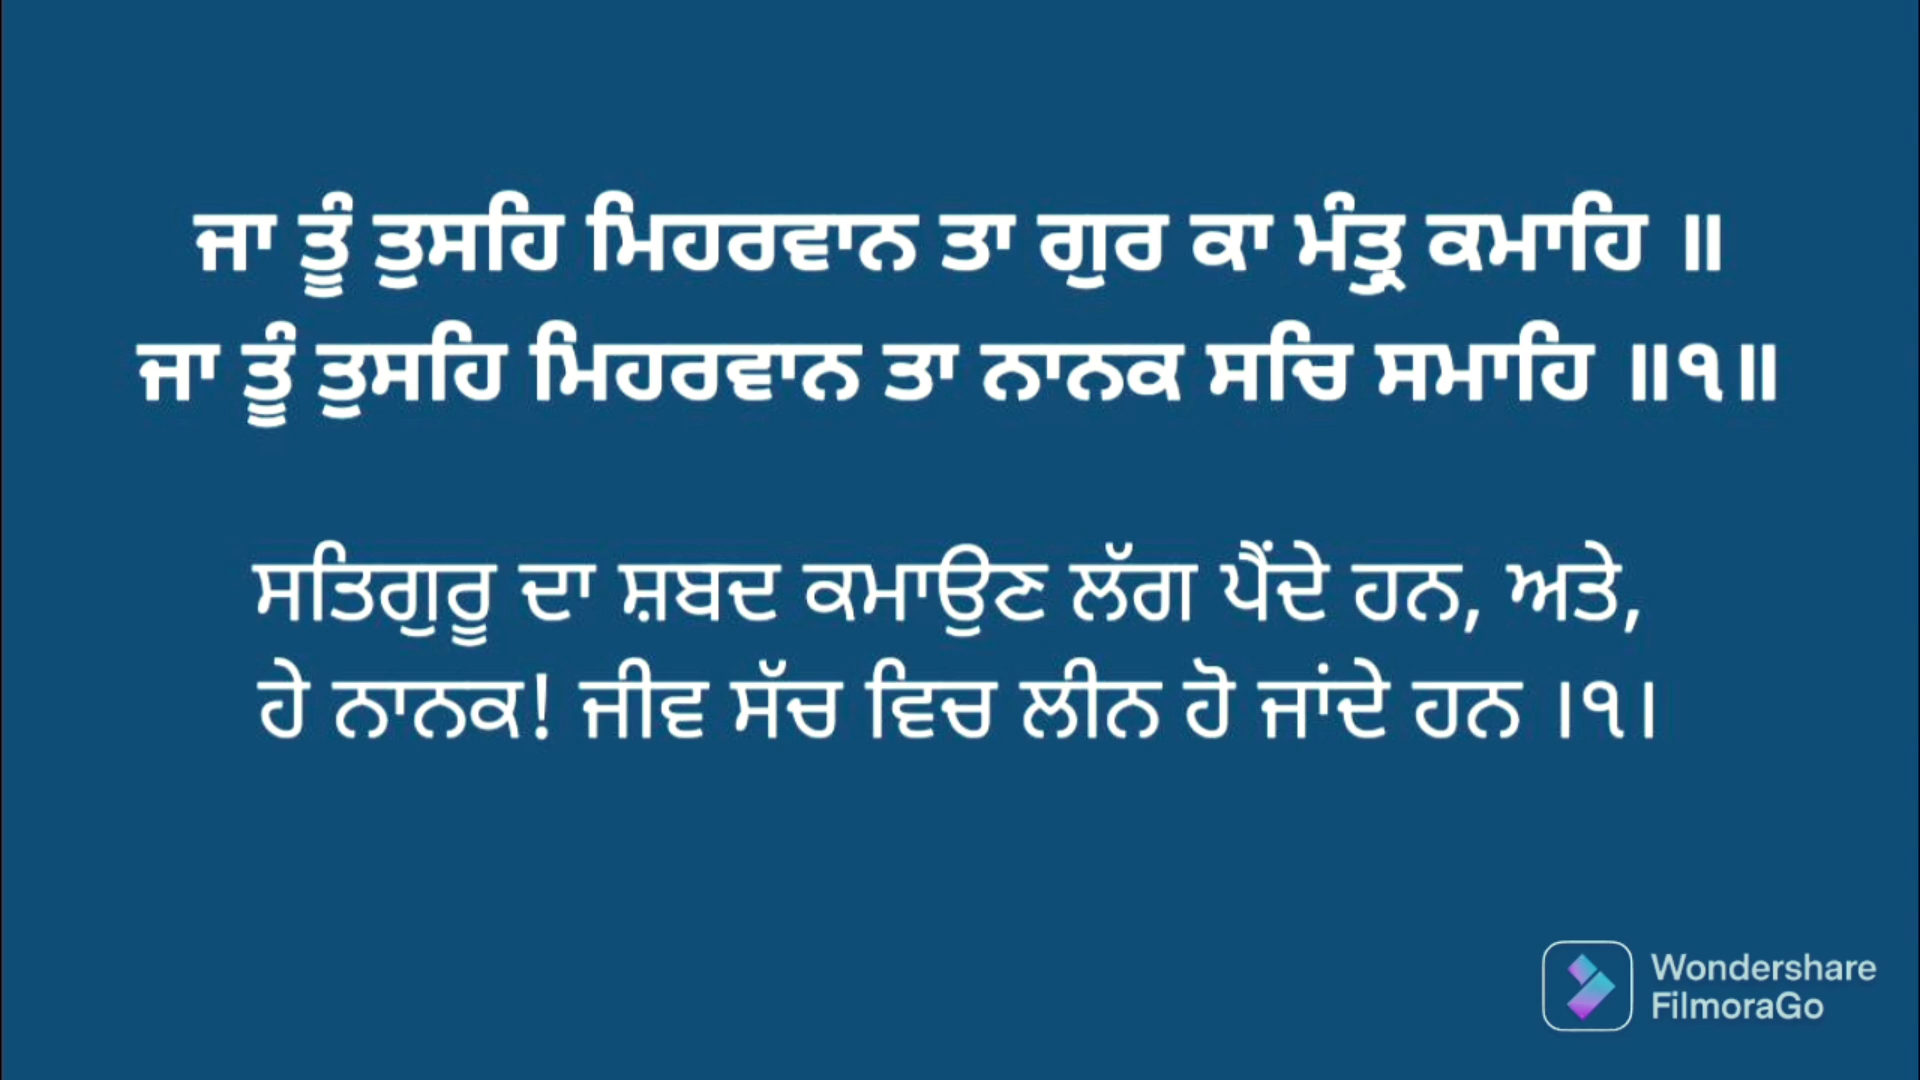 ਜਾ ਤੂੰ ਤੁਸਹਿ ਮਿਹਰਵਾਨ ਤਾ ਗੁਰ ਕਾ ਮੰਤ੍ਰੁ ਕਮਾਹਿ ॥
ਜਾ ਤੂੰ ਤੁਸਹਿ ਮਿਹਰਵਾਨ ਤਾ ਨਾਨਕ ਸਚਿ ਸਮਾਹਿ ॥੧॥
ਸਤਿਗੁਰੂ ਦਾ ਸ਼ਬਦ ਕਮਾਉਣ ਲੱਗ ਪੈਂਦੇ ਹਨ, ਅਤੇ,
ਹੇ ਨਾਨਕ! ਜੀਵ ਸੱਚ ਵਿਚ ਲੀਨ ਹੋ ਜਾਂਦੇ ਹਨ ।੧।
Wondershare
FilmoraGo